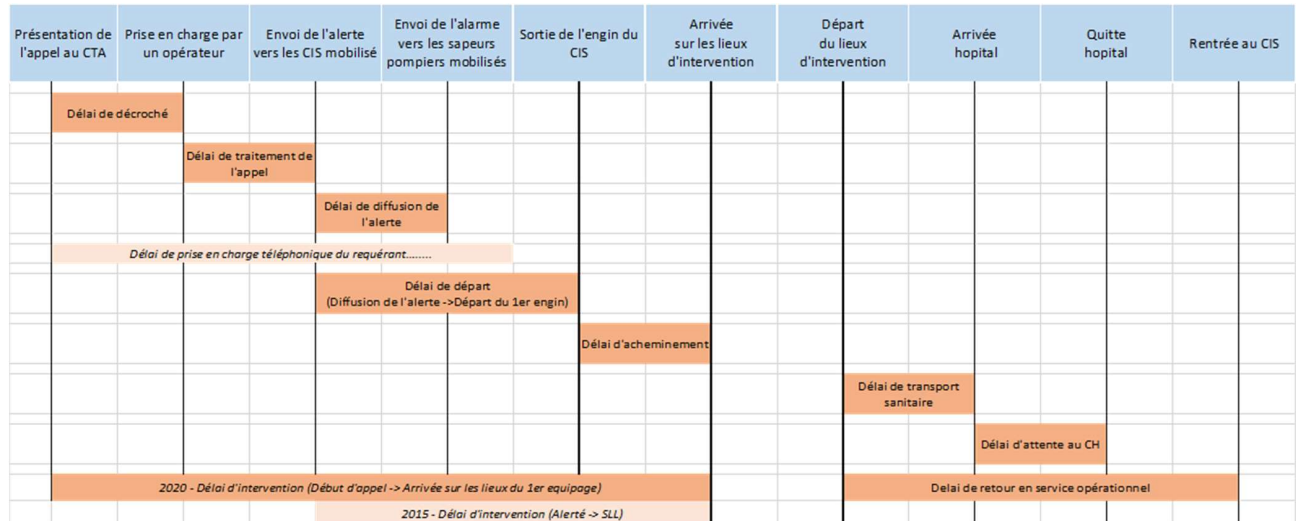 Présentation de
l'appel au CTA
Prise en charge par
un opérateur
Envoi de l'alerte
vers les CIS mobilisé
Envoi de l'alarme
vers les sapeurs
pompiers mobilisés
Sortie de l'engin du
CIS
Arrivée
sur les lieux
d'intervention
Départ
du lieux
d'intervention
Arrivée
hopital
Quitte
hopital
Rentrée au CIS
Délai de décroché
Délai de traitement de
l'appel
Délai de diffusion de
l'alerte
Délai de prise en charge téléphonique du requérant........
Délai de départ
(Diffusion de l'alerte ->Départ du 1er engin)
Délai d'acheminement
Délai de transport
sanitaire
Délai d'attente au CH
2020 - Délai d'intervention (Début d'appel -> Arrivée sur les lieux du 1er equipage)
Delai de retour en service opérationnel
2015 - Délai d'intervention (Alerté -> SLL)